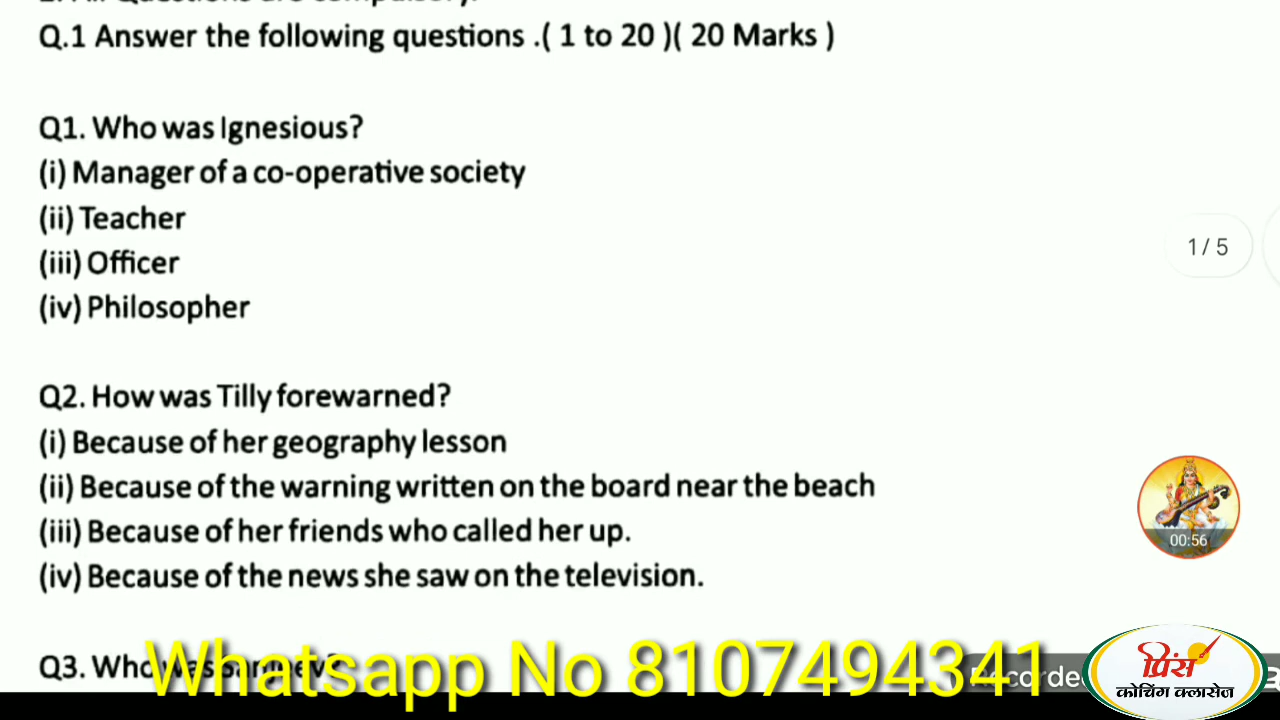 Q.1 Answer the following questions .( 1 to 20 )( 20 Marks )
Q1. Who was Ignesious?
(i) Manager of a co-operative society
(ii) Teacher
(iii) Officer
(iv) Philosopher
1 / 5
Q2. How was Tilly forewarned?
(i) Because of her geography lesson
(ii) Because of the warning written on the board near the beach
(iii) Because of her friends who called her up.
(iv) Because of the news she saw on the television.
00:56
Q3. Who was
Whatsapp No 8107494341
प्रिंस
कोचिंग क्लासेज